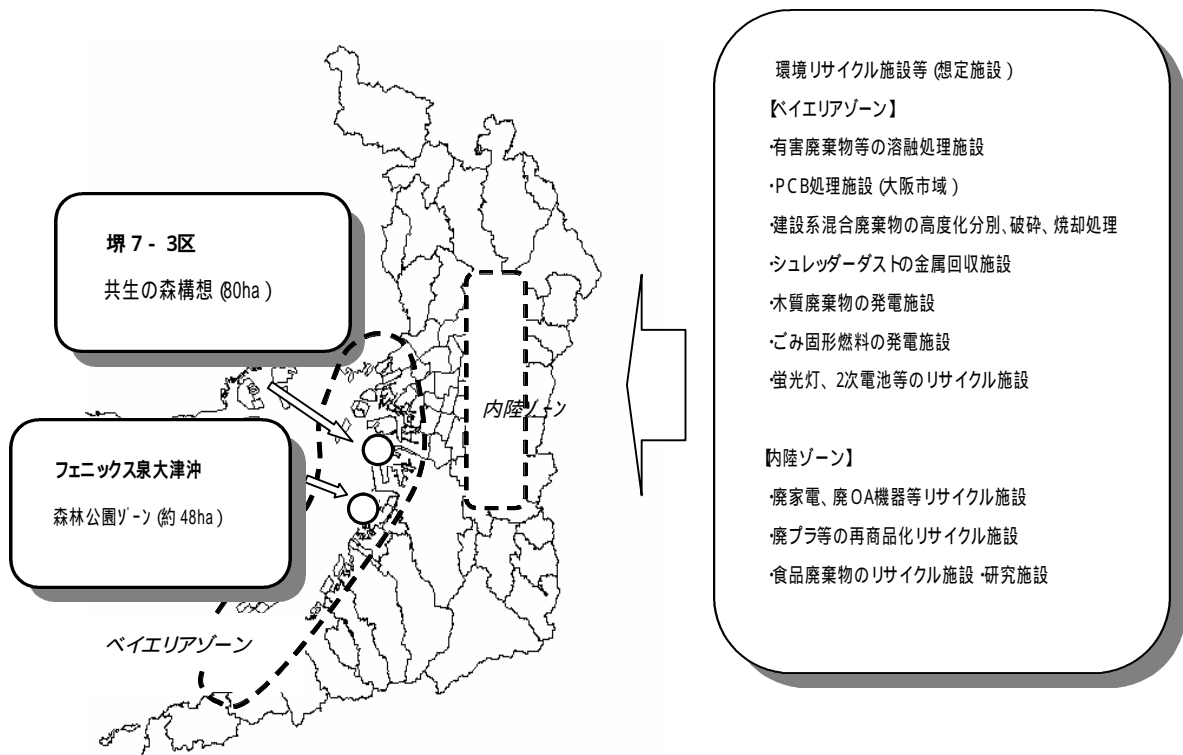 堺7-3区
共生の森構想(80ha)
フェニックス泉大津沖
森林公園ゾーン(約48ha)
内陸ゾーン
ベイエリアゾーン
環境リサイクル施設等(想定施設)
【ベイエリアゾーン】
・有害廃棄物等の溶融処理施設
・PCB処理施設(大阪市域)
・建設系混合廃棄物の高度化分別、破砕、焼却処理
・シュレッダーダストの金属回収施設
・木質廃棄物の発電施設
・ごみ固形燃料の発電施設
・蛍光灯、2次電池等のリサイクル施設
【内陸ゾーン】
・廃家電、廃OA機器等リサイクル施設
・廃プラ等の再商品化リサイクル施設
・食品廃棄物のリサイクル施設・研究施設